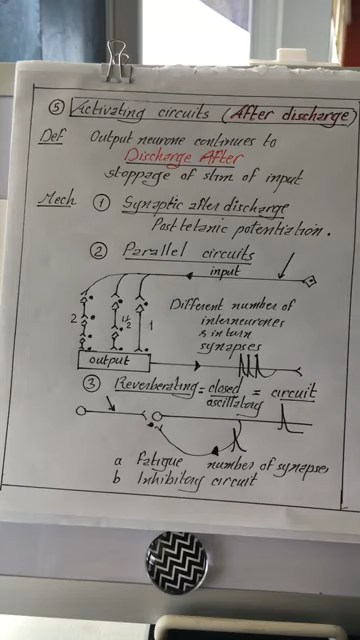 ⑤ Activating circuits (After discharge)
Def Output neurone continues to
Discharge After
stoppage of stim of input
Mech ① Synaptic after discharge
Post tetanic potentiation.
② Parallel circuits
input
Different number of
interneurones
& in turn
synapses
2 1½ 1
output
③ Reverberating = closed = circuit
oscillatory
a Fatigue number of synapses
b Inhibitory circuit